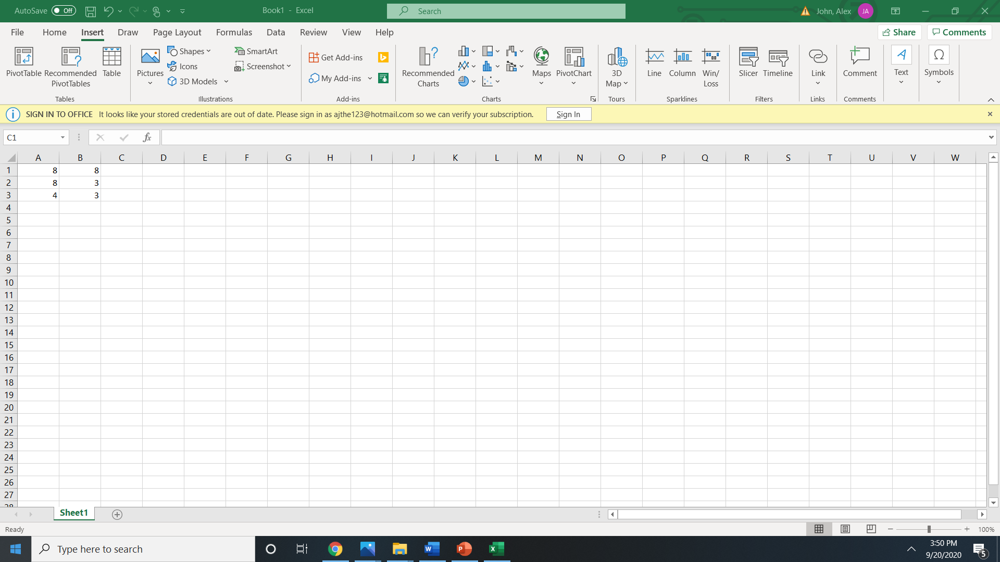 AutoSave Off Book1 - Excel Search John, Alex JA
File Home Insert Draw Page Layout Formulas Data Review View Help Share Comments
PivotTable Recommended PivotTables Table
Tables
Pictures Shapes Icons 3D Models SmartArt Screenshot
Illustrations
Get Add-ins My Add-ins
Add-ins
Recommended Charts Maps PivotChart
Charts
3D Map
Tours
Line Column Win/ Loss
Sparklines
Slicer Timeline
Filters
Link
Links
Comment
Comments
Text
Symbols
SIGN IN TO OFFICE It looks like your stored credentials are out of date. Please sign in as ajthe123@hotmail.com so we can verify your subscription. Sign In
C1 fx
A B C D E F G H I J K L M N O P Q R S T U V W
1 8 8
2 8 3
3 4 3
4
5
6
7
8
9
10
11
12
13
14
15
16
17
18
19
20
21
22
23
24
25
26
27
28
Sheet1
Ready 100%
Type here to search 3:50 PM
9/20/2020 5